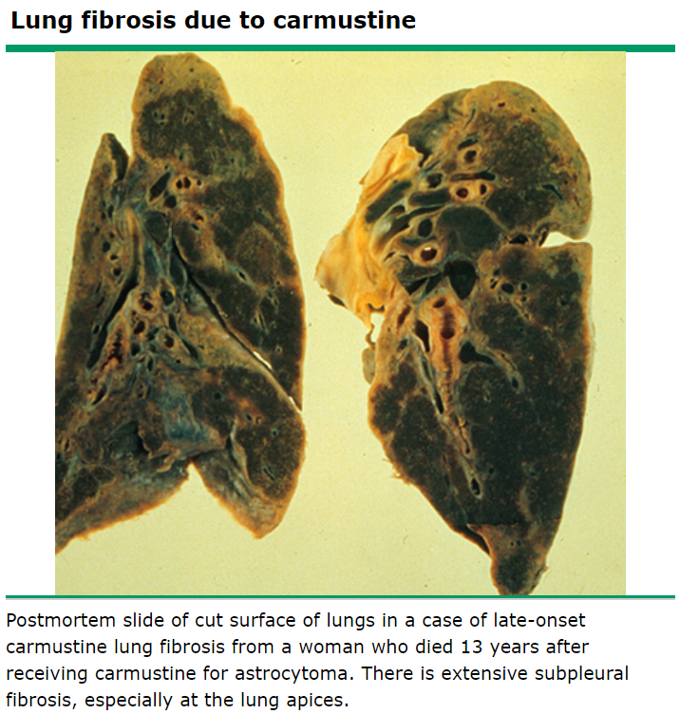 Lung fibrosis due to carmustine
Postmortem slide of cut surface of lungs in a case of late-onset
carmustine lung fibrosis from a woman who died 13 years after
receiving carmustine for astrocytoma. There is extensive subpleural
fibrosis, especially at the lung apices.